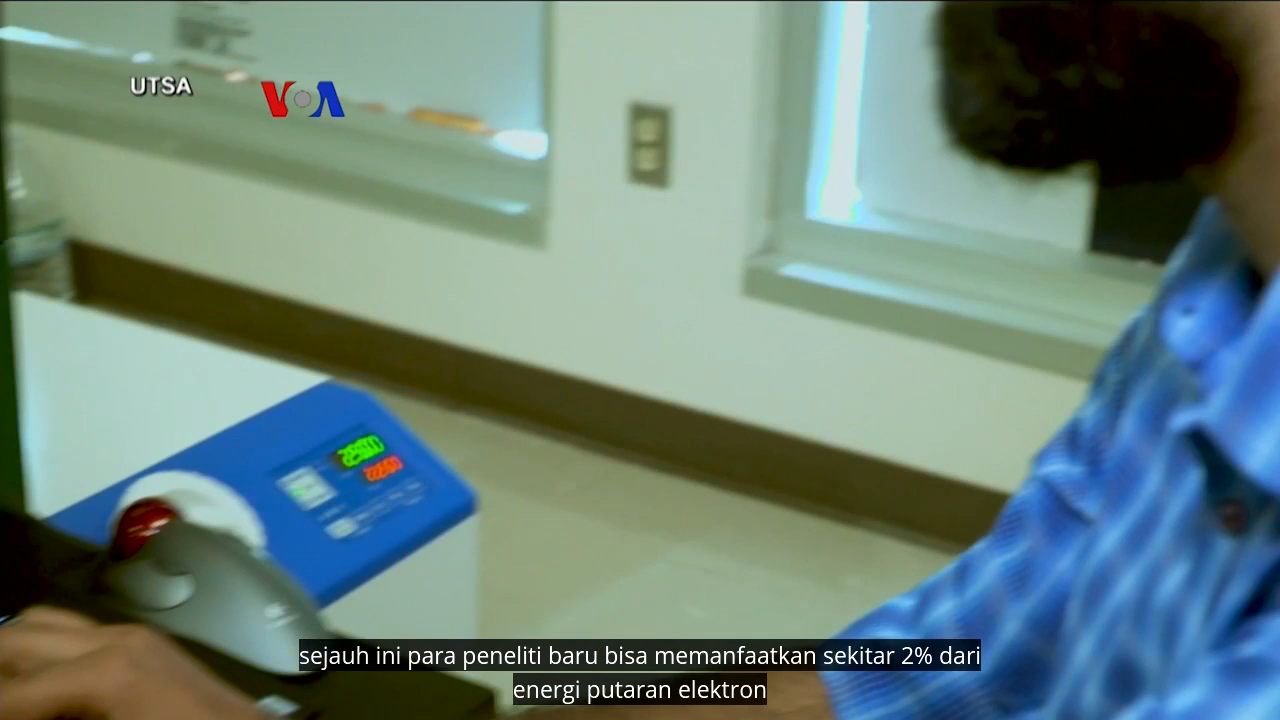 UTSA
VOA
sejauh ini para peneliti baru bisa memanfaatkan sekitar 2% dari
energi putaran elektron